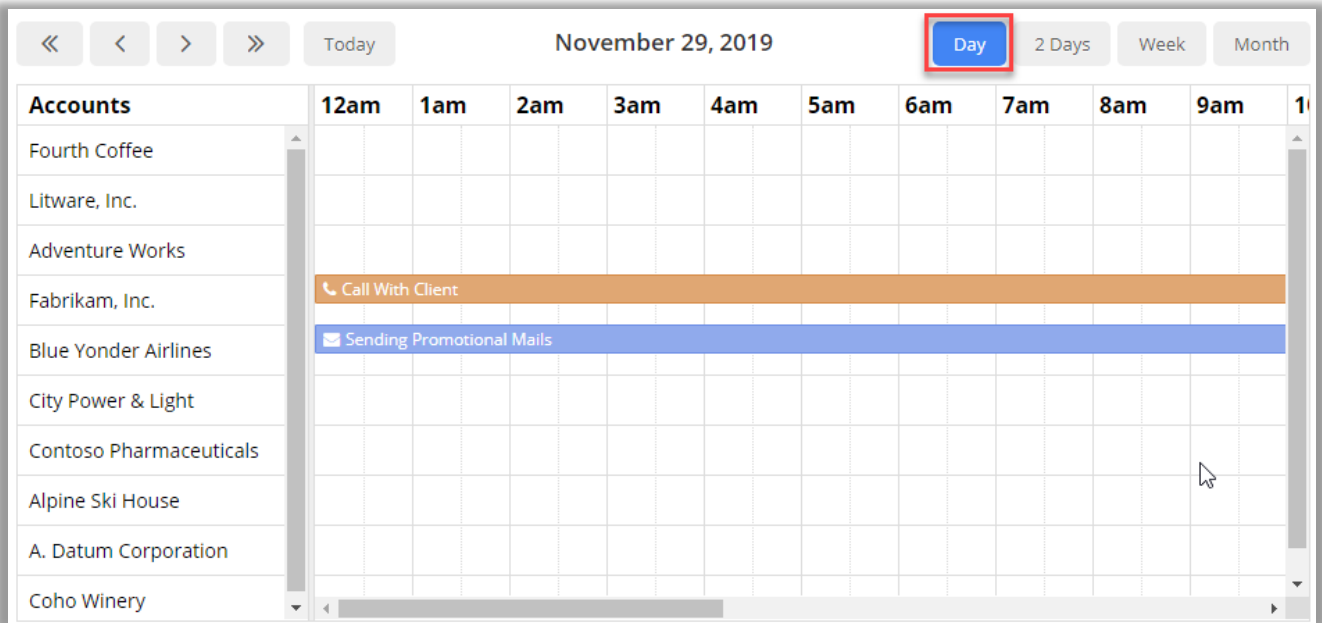 Today November 29, 2019 Day 2 Days Week Month
Accounts 12am 1am 2am 3am 4am 5am 6am 7am 8am 9am
Fourth Coffee
Litware, Inc.
Adventure Works
Fabrikam, Inc.
Call With Client
Blue Yonder Airlines
Sending Promotional Mails
City Power & Light
Contoso Pharmaceuticals
Alpine Ski House
A. Datum Corporation
Coho Winery